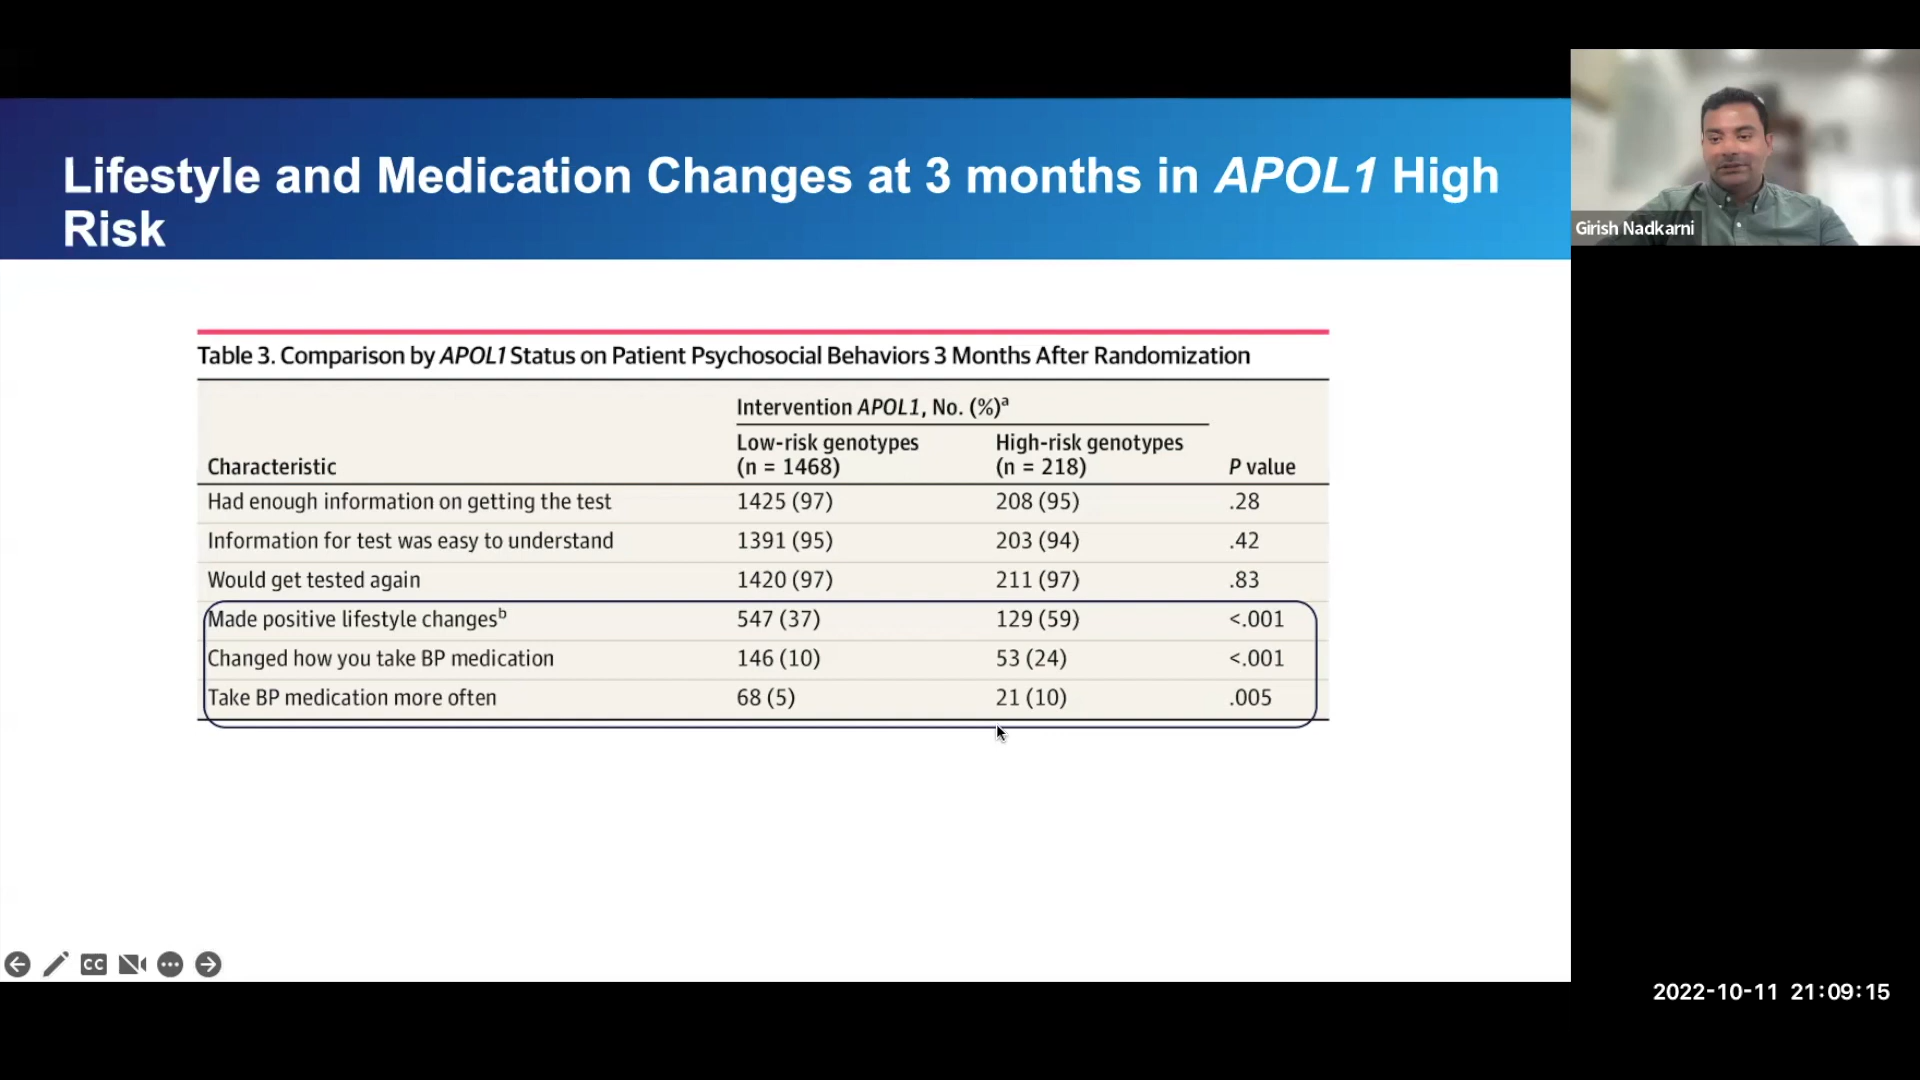 Lifestyle and Medication Changes at 3 months in APOL1 High
Risk
Girish Nadkarni
Table 3. Comparison by APOL1 Status on Patient Psychosocial Behaviors 3 Months After Randomization
Intervention APOL1, No. (%)a
Low-risk genotypes High-risk genotypes
Characteristic (n = 1468) (n = 218) P value
Had enough information on getting the test 1425 (97) 208 (95) .28
Information for test was easy to understand 1391 (95) 203 (94) .42
Would get tested again 1420 (97) 211 (97) .83
Made positive lifestyle changesb 547 (37) 129 (59) <.001
Changed how you take BP medication 146 (10) 53 (24) <.001
Take BP medication more often 68 (5) 21 (10) .005
CC
2022-10-11 21:09:15